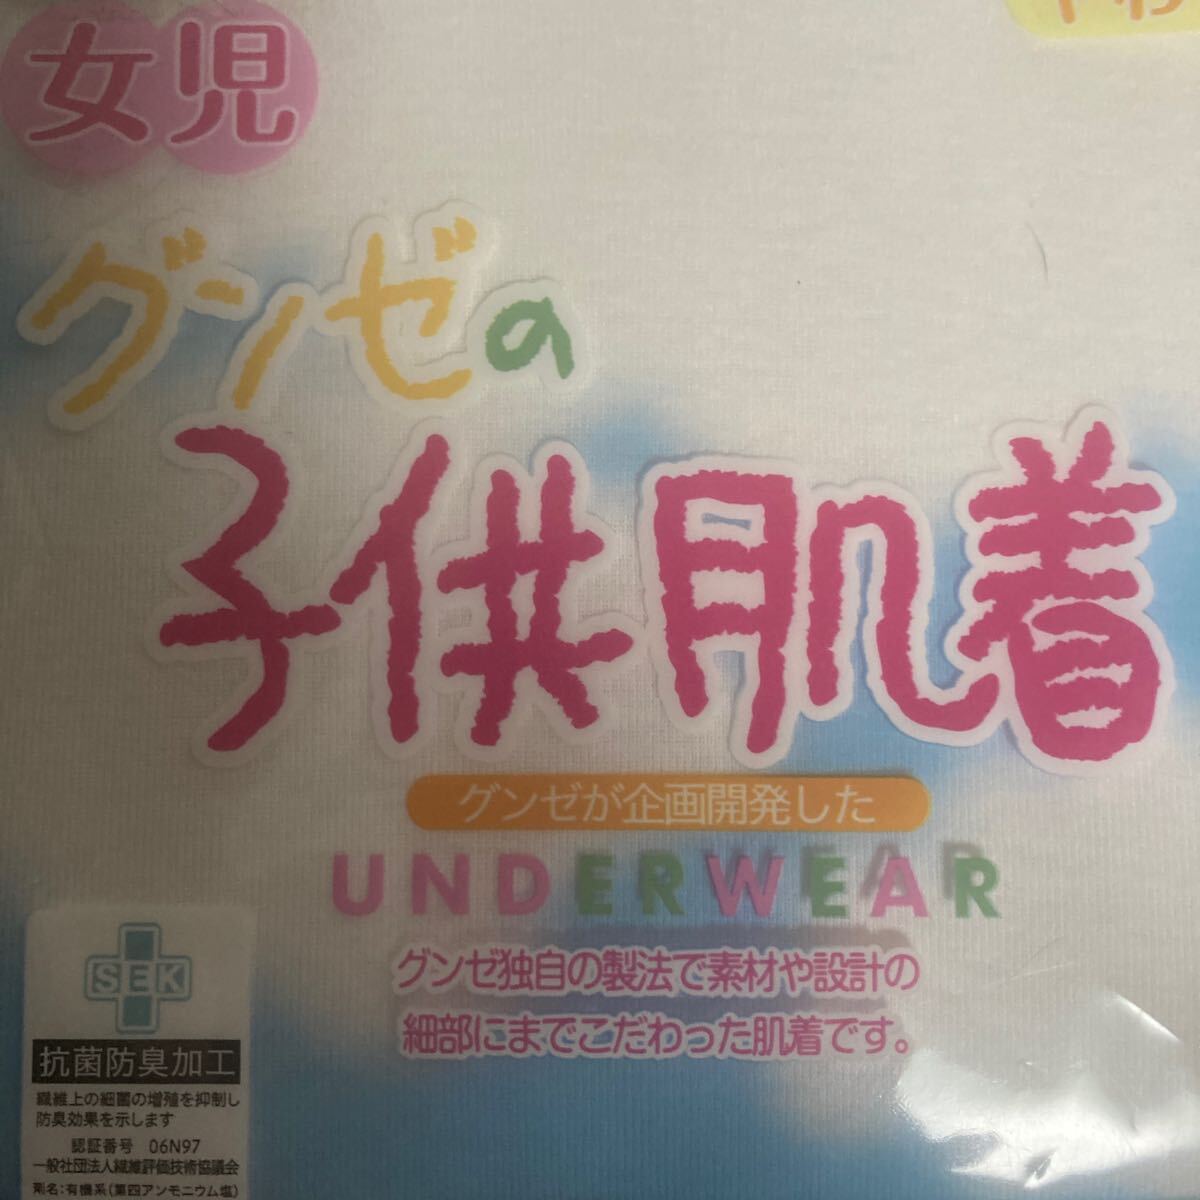 女児
グンゼの
子供肌着
グンゼが企画開発した
UNDERWEAR
グンゼ独自の製法で素材や設計の
細部にまでこだわった肌着です。
SEK
抗菌防臭加工
繊維上の細菌の増殖を抑制し
防臭効果を示します
認証番号 06N97
一般社団法人繊維評価技術協議会
剤名:有機系(第四アンモニウム塩)